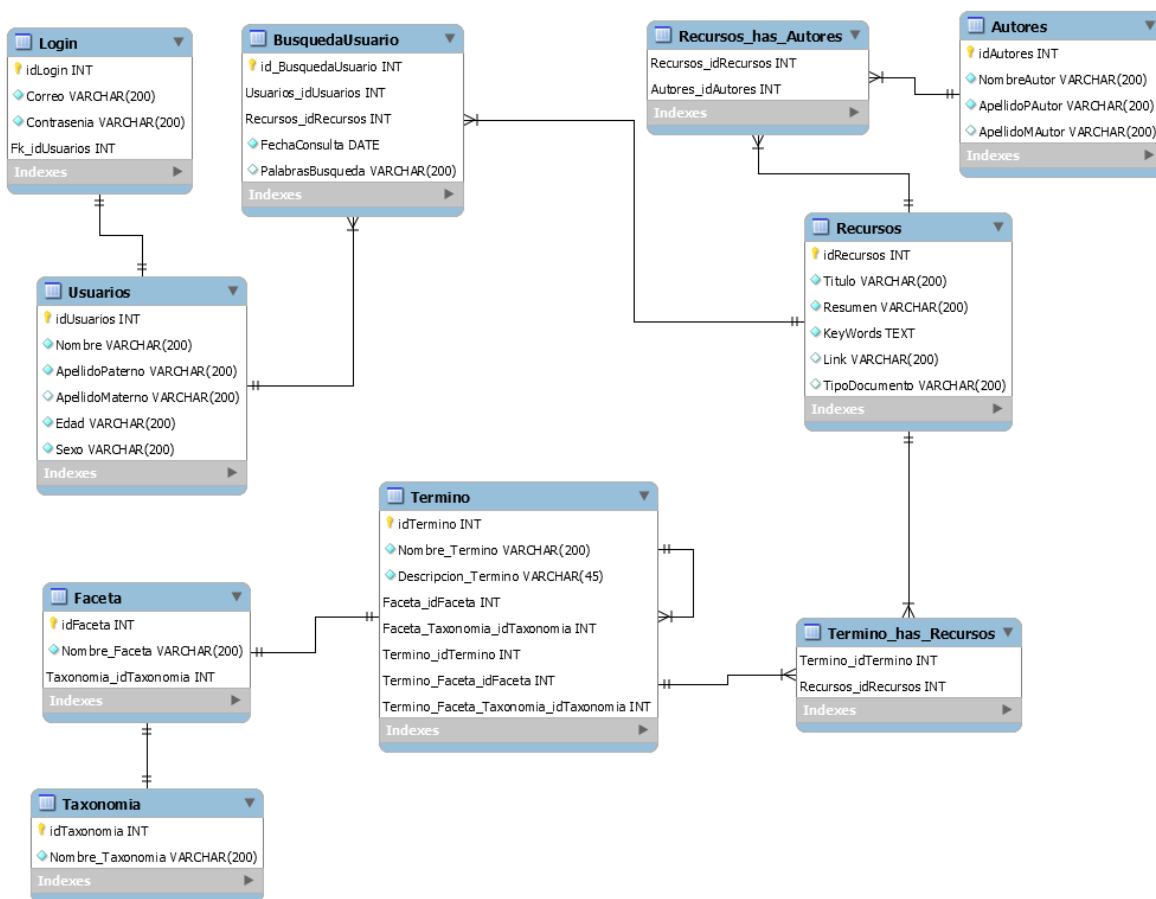 Login
idLogin INT
Correo VARCHAR(200)
Contrasenia VARCHAR(200)
Fk_idUsuarios INT
Indexes
BusquedaUsuario
id_BusquedaUsuario INT
Usuarios_idUsuarios INT
Recursos_idRecursos INT
FechaConsulta DATE
PalabrasBusqueda VARCHAR(200)
Indexes
Recursos_has_Autores
Recursos_idRecursos INT
Autores_idAutores INT
Indexes
Autores
idAutores INT
NombreAutor VARCHAR(200)
ApellidoPAutor VARCHAR(200)
ApellidoMAutor VARCHAR(200)
Indexes
Usuarios
idUsuarios INT
Nombre VARCHAR(200)
ApellidoPaterno VARCHAR(200)
ApellidoMaterno VARCHAR(200)
Edad VARCHAR(200)
Sexo VARCHAR(200)
Indexes
Recursos
idRecursos INT
Titulo VARCHAR(200)
Resumen VARCHAR(200)
KeyWords TEXT
Link VARCHAR(200)
TipoDocumento VARCHAR(200)
Indexes
Termino
idTermino INT
Nombre_Termino VARCHAR(200)
Descripcion_Termino VARCHAR(45)
Faceta_idFaceta INT
Faceta_Taxonomia_idTaxonomia INT
Termino_idTermino INT
Termino_Faceta_idFaceta INT
Termino_Faceta_Taxonomia_idTaxonomia INT
Indexes
Faceta
idFaceta INT
Nombre_Faceta VARCHAR(200)
Taxonomia_idTaxonomia INT
Indexes
Termino_has_Recursos
Termino_idTermino INT
Recursos_idRecursos INT
Indexes
Taxonomia
idTaxonomia INT
Nombre_Taxonomia VARCHAR(200)
Indexes